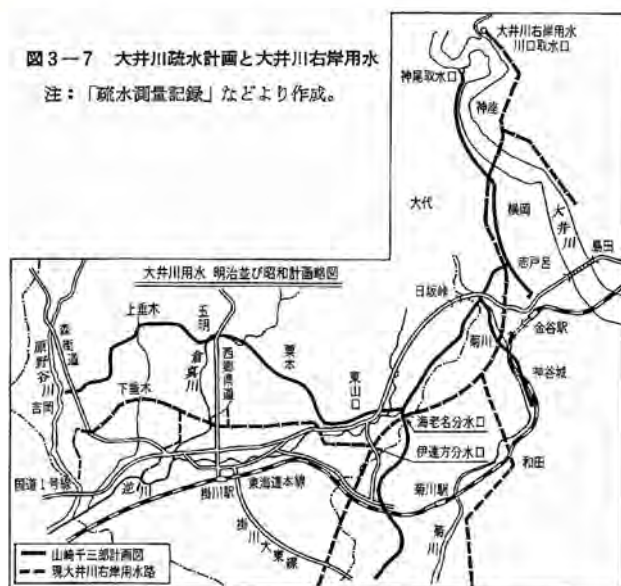 図3-7 大井川疏水計画と大井川右岸用水
注:「疏水測量記録」などより作成。
大井川右岸用水
川口取水口
神尾取水口
神座
大代
横岡
大井川
島田
志戸呂
大井川用水 明治並び昭和計画略図
日坂峠
金谷駅
菊川
神谷城
上垂木
五明
森街道
原野谷川
倉真川
西郷県道
粟本
東山口
吉岡
下垂木
海老名分水口
伊達方分水口
和田
国道1号線
逆川
掛川駅
東海道本線
菊川駅
掛川大東線
菊川
山崎千三郎計画図
現大井川右岸用水路